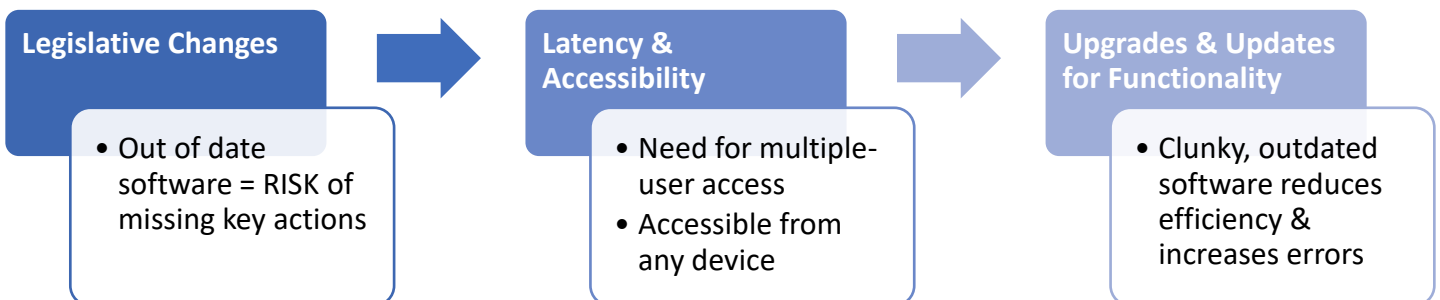 Legislative Changes
• Out of date
software = RISK of
missing key actions
Latency &
Accessibility
• Need for multiple-
user access
• Accessible from
any device
Upgrades & Updates
for Functionality
• Clunky, outdated
software reduces
efficiency &
increases errors